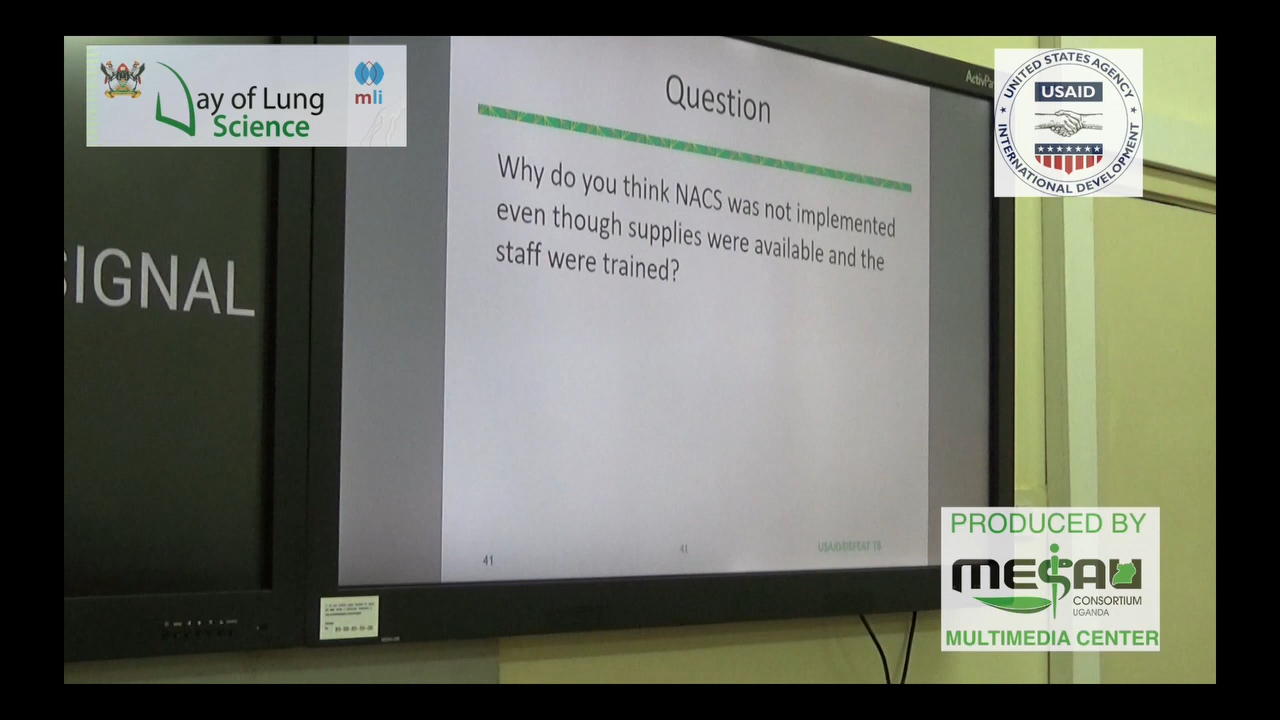 Day of Lung
Science
mli
SIGNAL
ActivPa
Question
Why do you think NACS was not implemented
even though supplies were available and the
staff were trained?
41
41
USAID/DEFEAT TB
UNITED STATES AGENCY
USAID
INTERNATIONAL DEVELOPMENT
PRODUCED BY
MESAU
CONSORTIUM
UGANDA
MULTIMEDIA CENTER